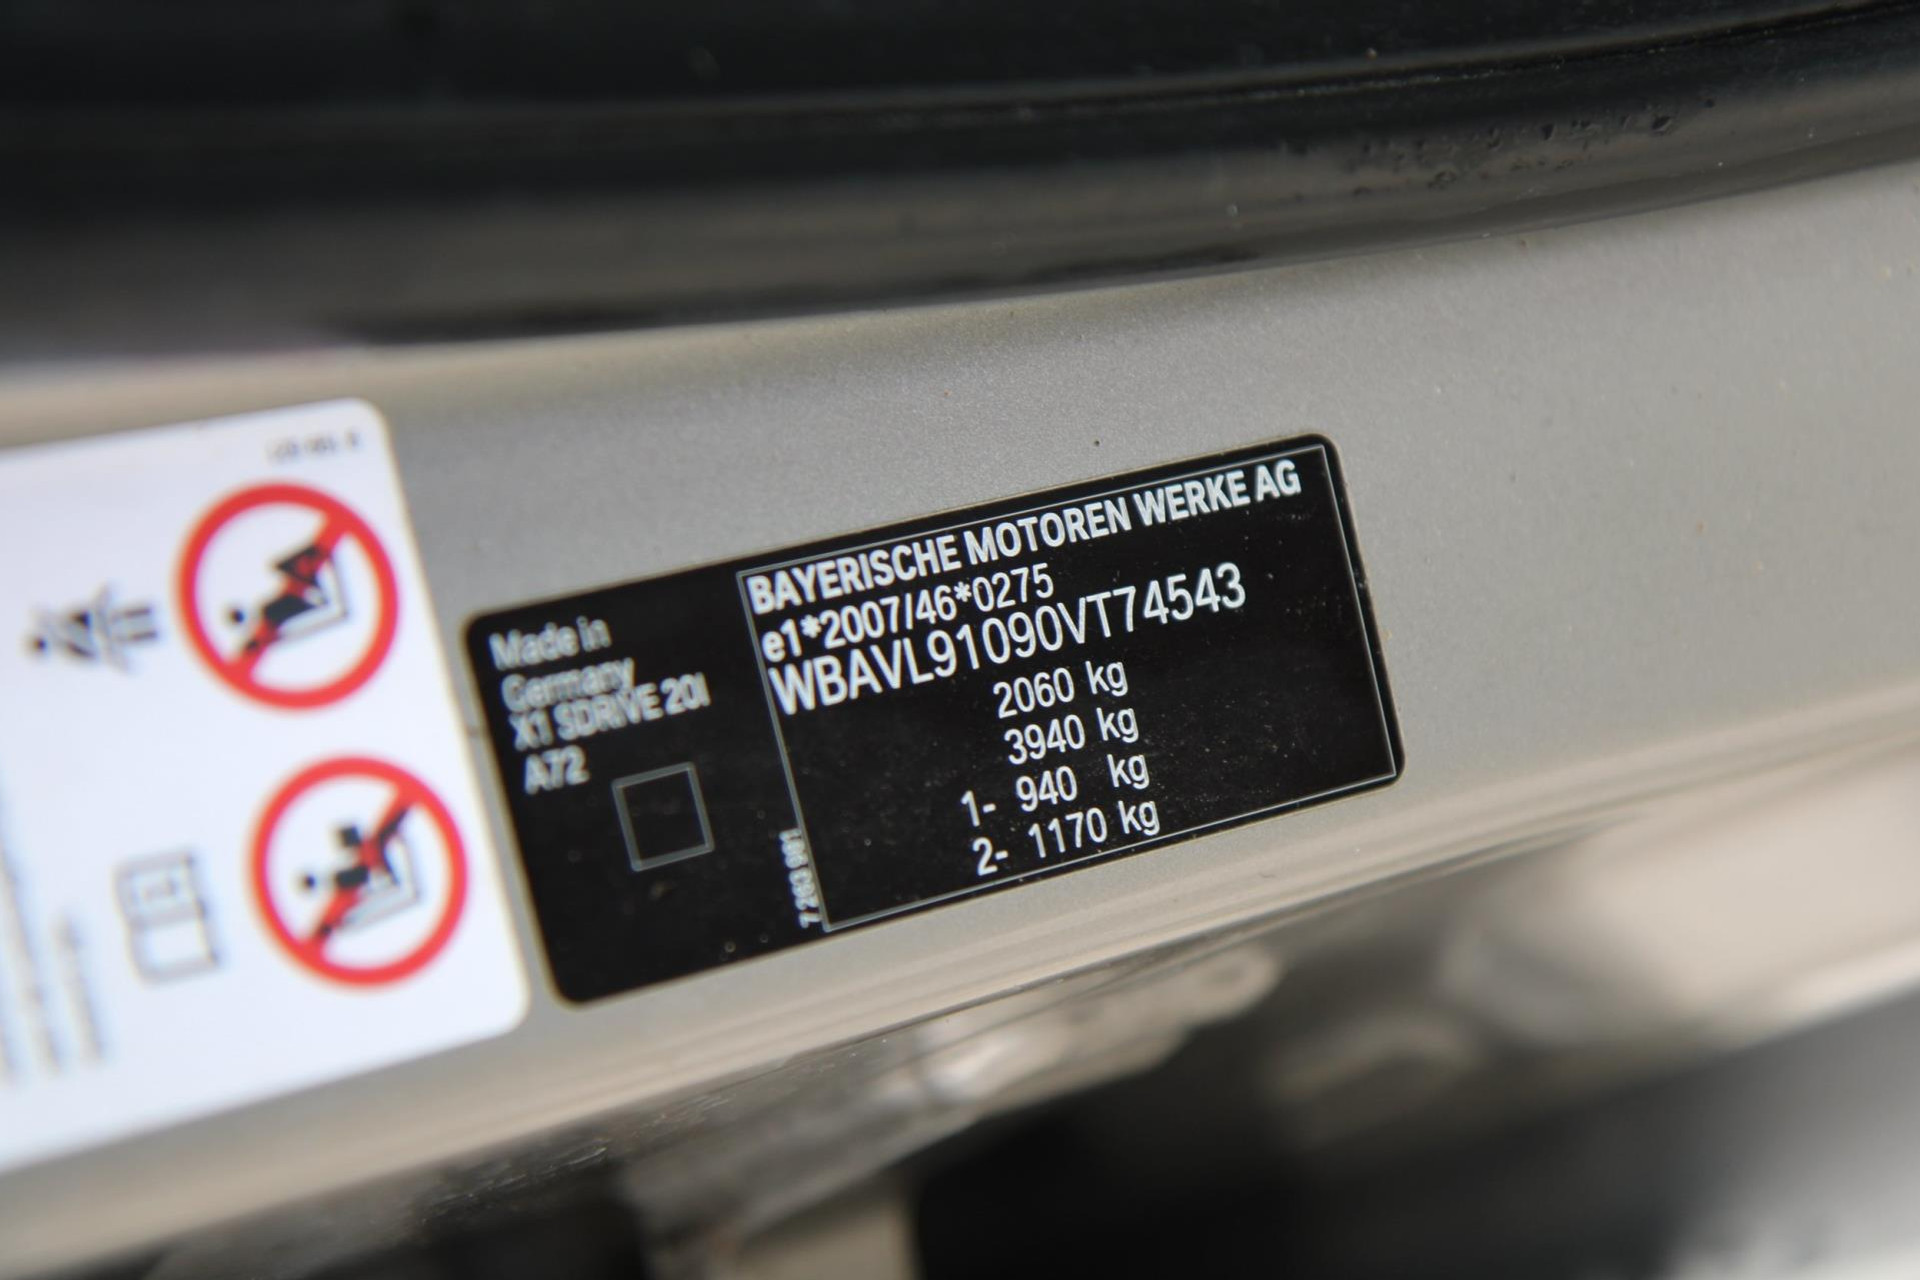 Made in
Germany
X1 SDRIVE 20I
A72
BAYERISCHE MOTOREN WERKE AG
e1*2007/46*0275
WBAVL91090VT74543
2060 kg
3940 kg
1- 940 kg
2- 1170 kg